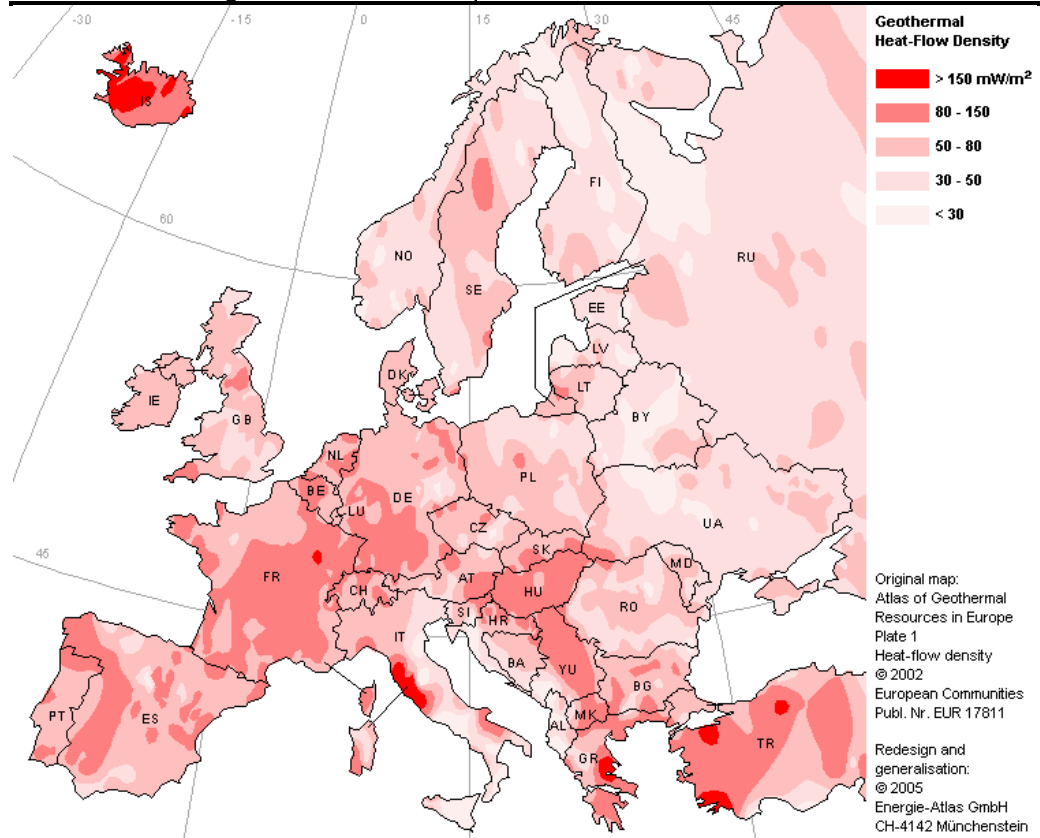 -30
-15
0
15
30
45
60
45
IS
NO
SE
FI
RU
EE
LV
LT
BY
DK
IE
GB
NL
BE
LU
DE
PL
CZ
SK
UA
MD
FR
CH
AT
HU
RO
SI
HR
IT
BA
YU
BG
MK
AL
GR
TR
PT
ES
Geothermal
Heat-Flow Density
> 150 mW/m²
80 - 150
50 - 80
30 - 50
< 30
Original map:
Atlas of Geothermal
Resources in Europe
Plate 1
Heat-flow density
© 2002
European Communities
Publ. Nr. EUR 17811
Redesign and
generalisation:
© 2005
Energie-Atlas GmbH
CH-4142 Münchenstein